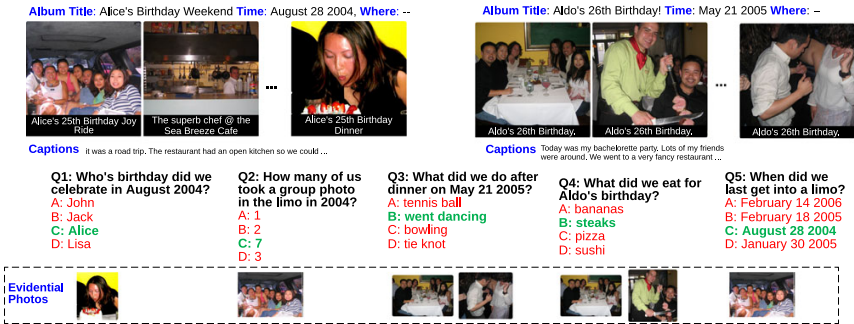 Album Title: Alice's Birthday Weekend Time: August 28 2004, Where: --
Alice's 25th Birthday Joy
Ride
The superb chef @ the
Sea Breeze Cafe
...
Alice's 25th Birthday
Dinner
Captions it was a road trip. The restaurant had an open kitchen so we could ...
Album Title: Aldo's 26th Birthday! Time: May 21 2005 Where: –
Aldo's 26th Birthday,
Aldo's 26th Birthday,
...
Aldo's 26th Birthday,
Captions Today was my bachelorette party. Lots of my friends
were around. We went to a very fancy restaurant ...
Q1: Who's birthday did we
celebrate in August 2004?
A: John
B: Jack
C: Alice
D: Lisa
Q2: How many of us
took a group photo
in the limo in 2004?
A: 1
B: 2
C: 7
D: 3
Q3: What did we do after
dinner on May 21 2005?
A: tennis ball
B: went dancing
C: bowling
D: tie knot
Q4: What did we eat for
Aldo's birthday?
A: bananas
B: steaks
C: pizza
D: sushi
Q5: When did we
last get into a limo?
A: February 14 2006
B: February 18 2005
C: August 28 2004
D: January 30 2005
Evidential
Photos